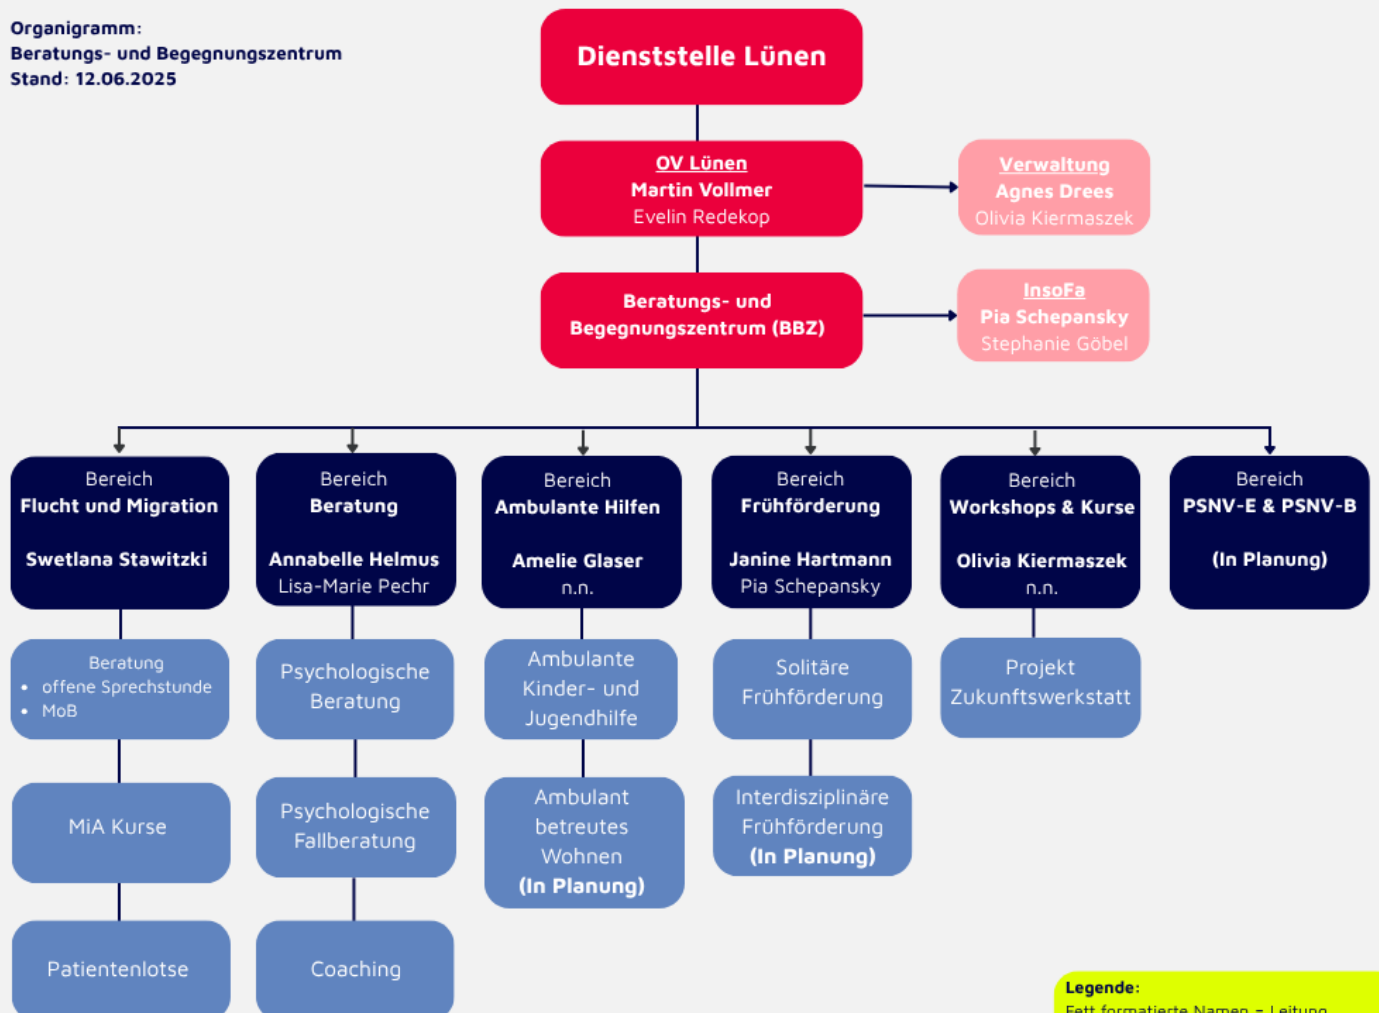 Organigramm:
Beratungs- und Begegnungszentrum
Stand: 12.06.2025
Dienststelle Lünen
OV Lünen
Martin Vollmer
Evelin Redekop
Verwaltung
Agnes Drees
Olivia Kiermaszek
Beratungs- und
Begegnungszentrum (BBZ)
InsoFa
Pia Schepansky
Stephanie Göbel
Bereich
Flucht und Migration
Swetlana Stawitzki
Beratung
• offene Sprechstunde
• MoB
MiA Kurse
Patientenlotse
Bereich
Beratung
Annabelle Helmus
Lisa-Marie Pechr
Psychologische
Beratung
Psychologische
Fallberatung
Coaching
Bereich
Ambulante Hilfen
Amelie Glaser
n.n.
Ambulante
Kinder- und
Jugendhilfe
Ambulant
betreutes
Wohnen
(In Planung)
Bereich
Frühförderung
Janine Hartmann
Pia Schepansky
Solitäre
Frühförderung
Interdisziplinäre
Frühförderung
(In Planung)
Bereich
Workshops & Kurse
Olivia Kiermaszek
n.n.
Projekt
Zukunftswerkstatt
Bereich
PSNV-E & PSNV-B
(In Planung)
Legende:
Fett formatierte Namen = Leitung